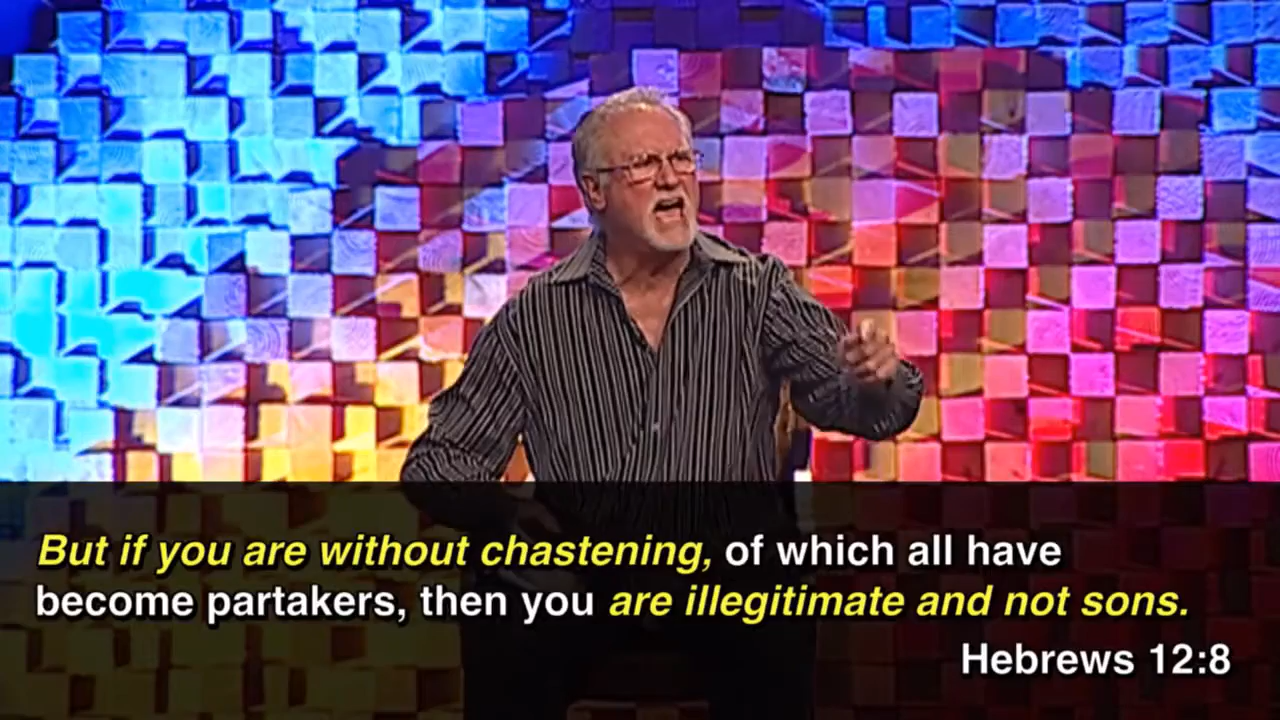 But if you are without chastening, of which all have
become partakers, then you are illegitimate and not sons.
Hebrews 12:8